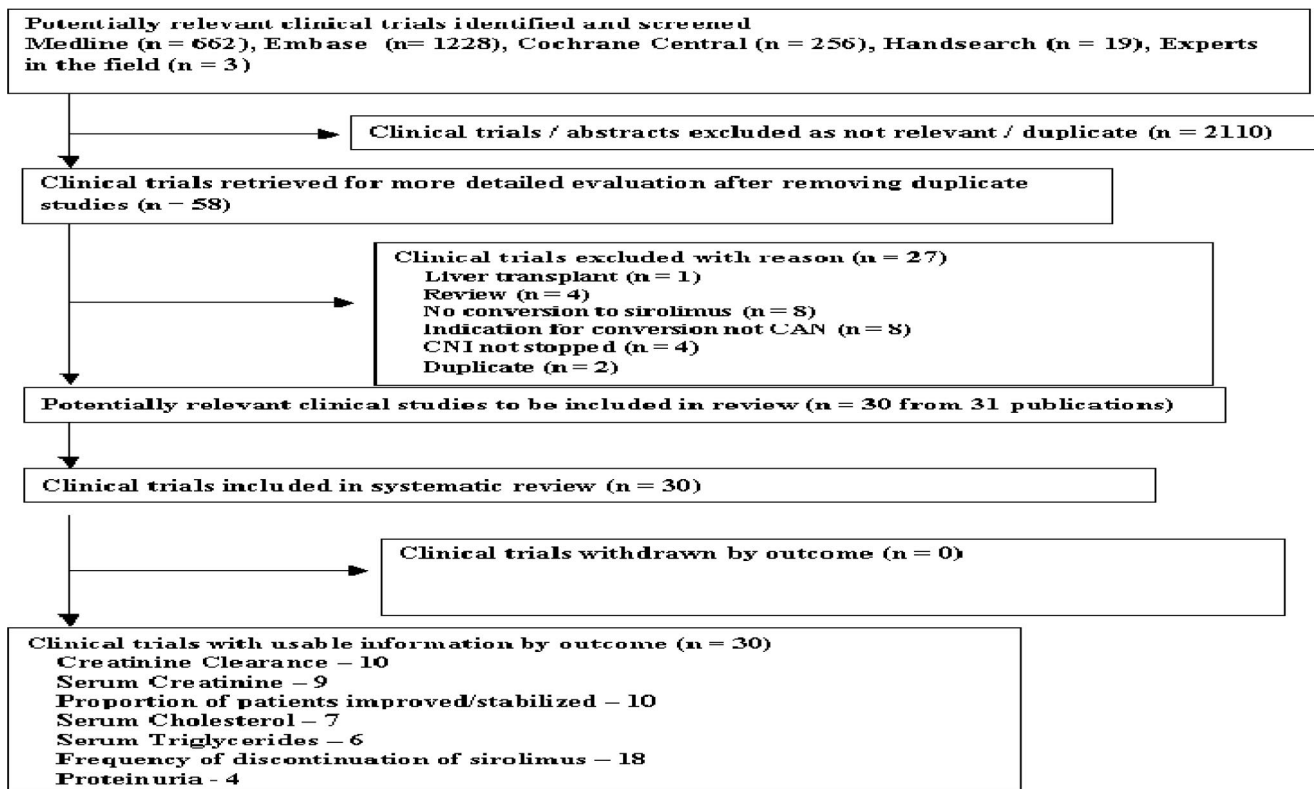 Potentially relevant clinical trials identified and screened
Medline (n = 662), Embase (n= 1228), Cochrane Central (n = 256), Handsearch (n = 19), Experts
in the field (n = 3)
Clinical trials / abstracts excluded as not relevant / duplicate (n = 2110)
Clinical trials retrieved for more detailed evaluation after removing duplicate
studies (n = 58)
Clinical trials excluded with reason (n = 27)
Liver transplant (n = 1)
Review (n = 4)
No conversion to sirolimus (n = 8)
Indication for conversion not CAN (n = 8)
CNI not stopped (n = 4)
Duplicate (n = 2)
Potentially relevant clinical studies to be included in review (n = 30 from 31 publications)
Clinical trials included in systematic review (n = 30)
Clinical trials withdrawn by outcome (n = 0)
Clinical trials with usable information by outcome (n = 30)
Creatinine Clearance – 10
Serum Creatinine – 9
Proportion of patients improved/stabilized – 10
Serum Cholesterol – 7
Serum Triglycerides – 6
Frequency of discontinuation of sirolimus – 18
Proteinuria - 4